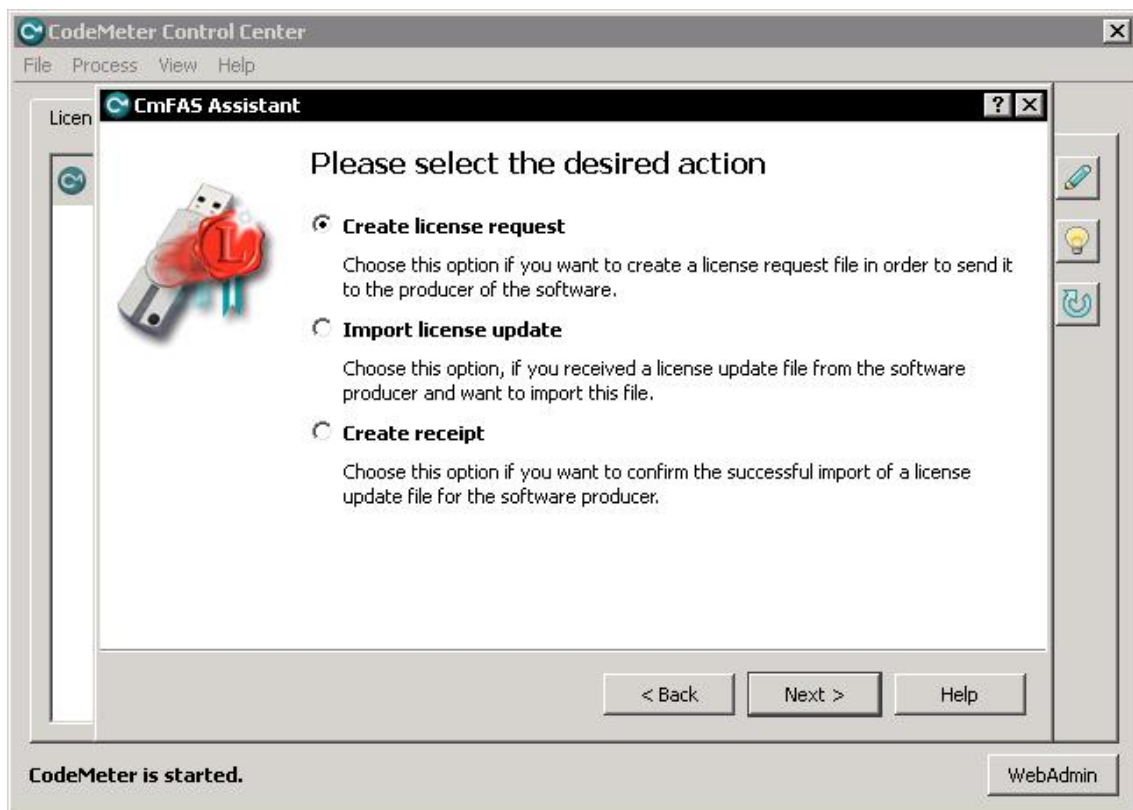 CodeMeter Control Center
File Process View Help
Licen
CmFAS Assistant
Please select the desired action
Create license request
Choose this option if you want to create a license request file in order to send it
to the producer of the software.
Import license update
Choose this option, if you received a license update file from the software
producer and want to import this file.
Create receipt
Choose this option if you want to confirm the successful import of a license
update file for the software producer.
< Back Next > Help
CodeMeter is started.
WebAdmin